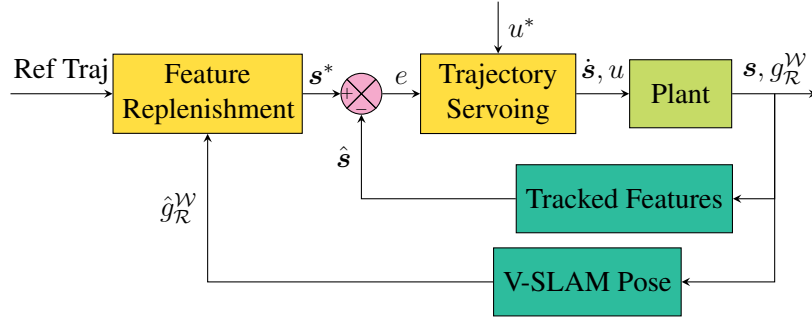 u*
Ref Traj
Feature
Replenishment
s*
+
−
e
Trajectory
Servoing
ṡ, u
Plant
s, g_R^W
ŝ
Tracked Features
ĝ_R^W
V-SLAM Pose